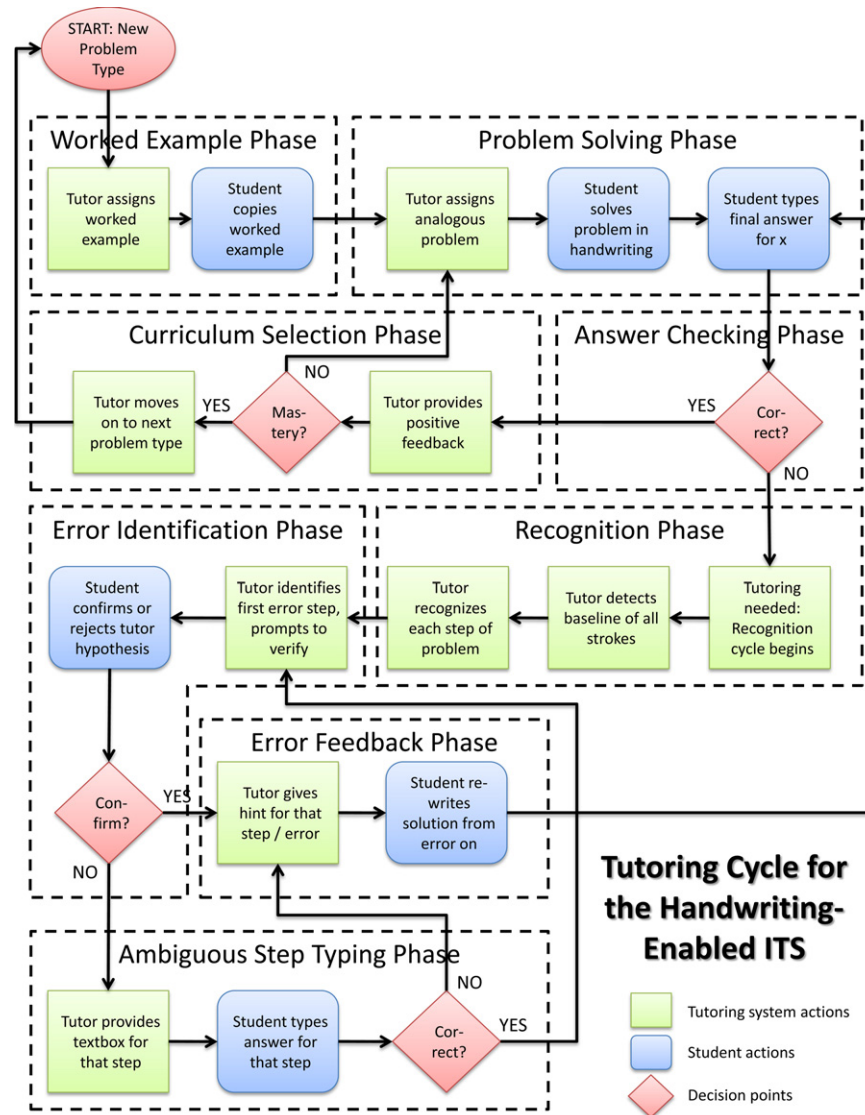 START: New
Problem
Type
Worked Example Phase
Tutor assigns
worked
example
Student
copies
worked
example
Problem Solving Phase
Tutor assigns
analogous
problem
Student
solves
problem in
handwriting
Student types
final answer
for x
Curriculum Selection Phase
Tutor moves
on to next
problem type
YES
Mas-
tery?
NO
Tutor provides
positive
feedback
Answer Checking Phase
YES
Cor-
rect?
NO
Error Identification Phase
Student
confirms or
rejects tutor
hypothesis
Tutor identifies
first error step,
prompts to
verify
Con-
firm?
YES
NO
Recognition Phase
Tutor
recognizes
each step of
problem
Tutor detects
baseline of all
strokes
Tutoring
needed:
Recognition
cycle begins
Error Feedback Phase
Tutor gives
hint for that
step / error
Student re-
writes
solution from
error on
Ambiguous Step Typing Phase
Tutor provides
textbox for
that step
Student types
answer for
that step
Cor-
rect?
NO
YES
Tutoring Cycle for
the Handwriting-
Enabled ITS
Tutoring system actions
Student actions
Decision points